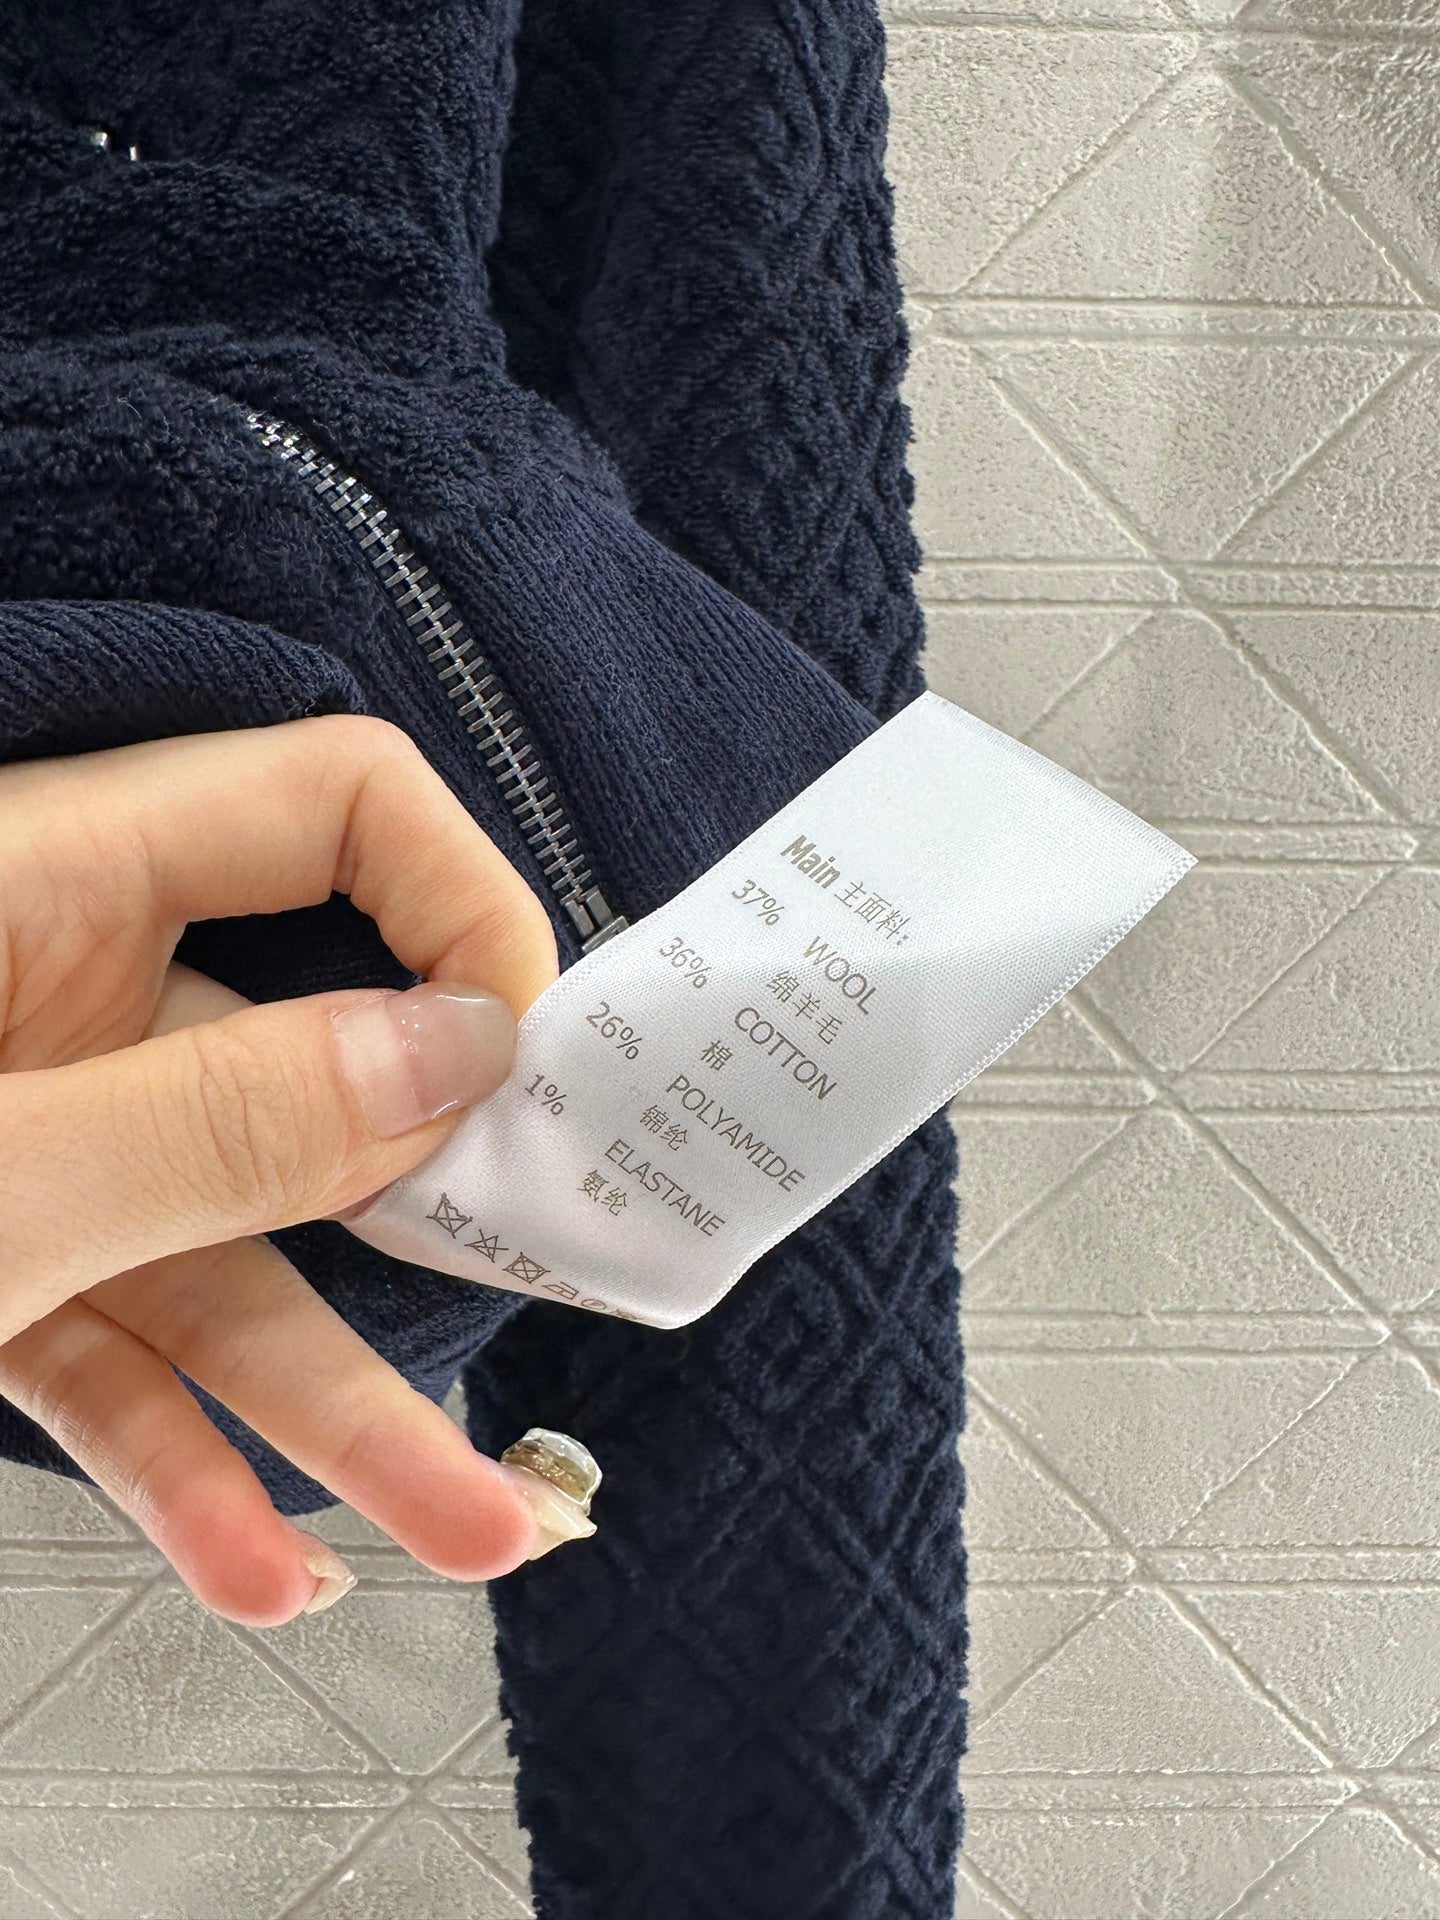 Main 主面料:
37% WOOL
绵羊毛
36% COTTON
棉
26% POLYAMIDE
锦纶
1% ELASTANE
氨纶